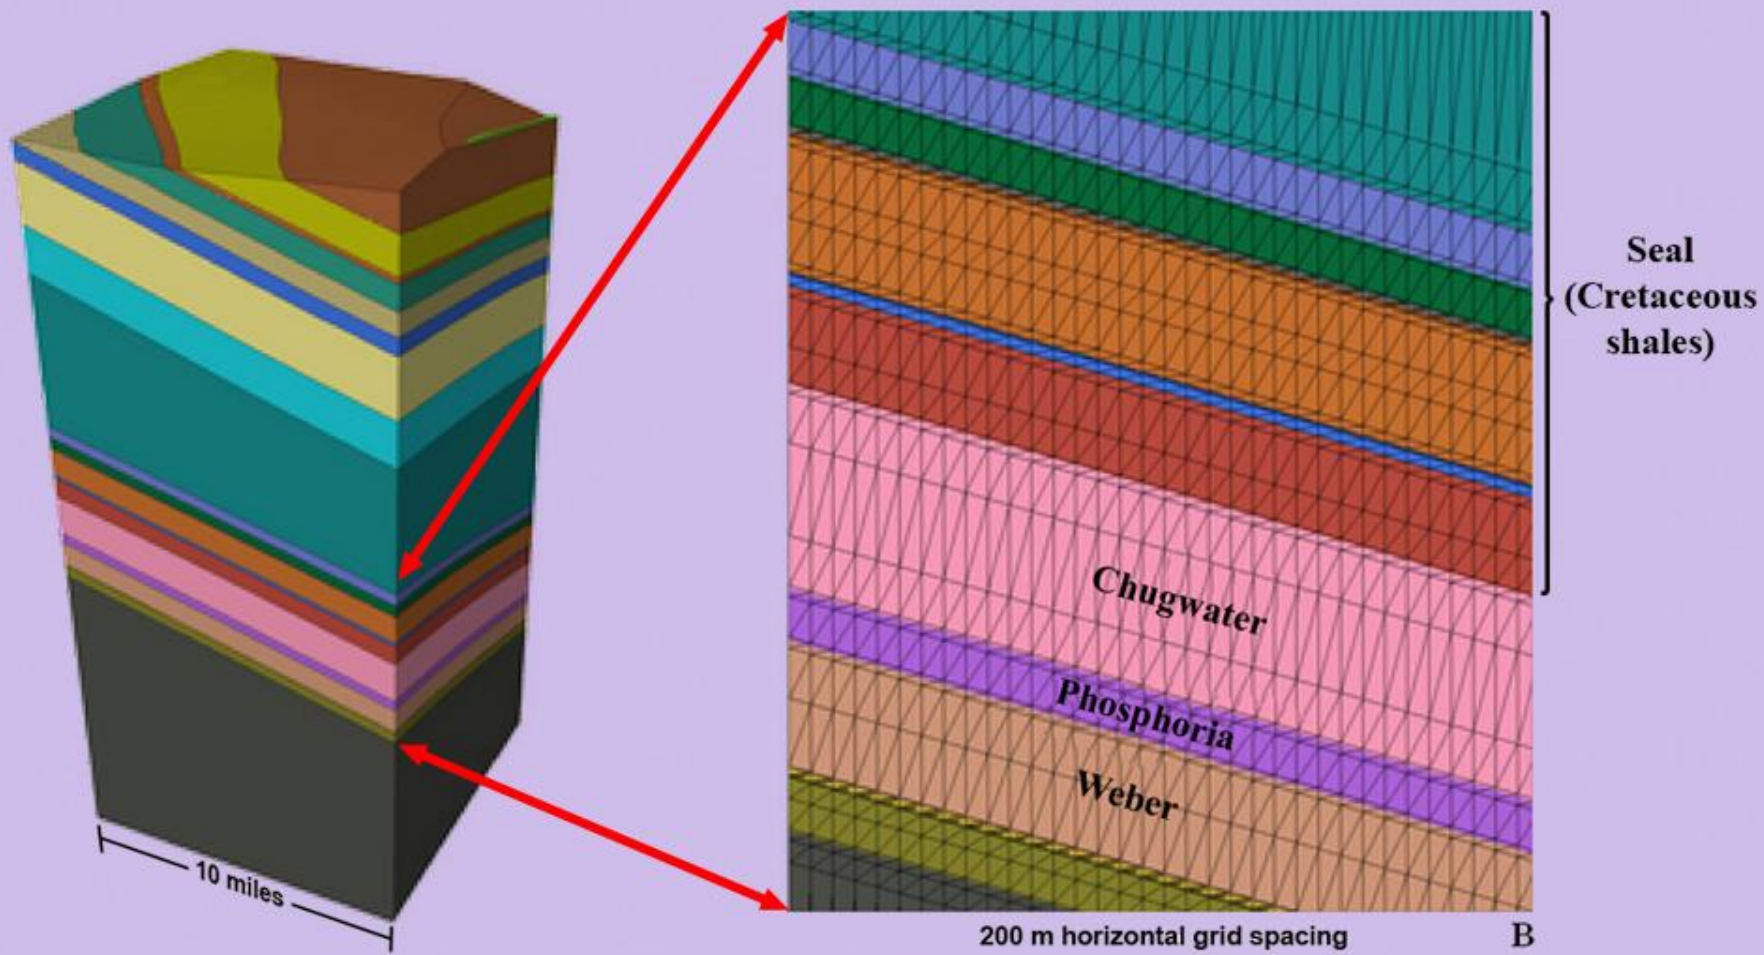 Seal
(Cretaceous
shales)
Chugwater
Phosphoria
Weber
10 miles
200 m horizontal grid spacing
B